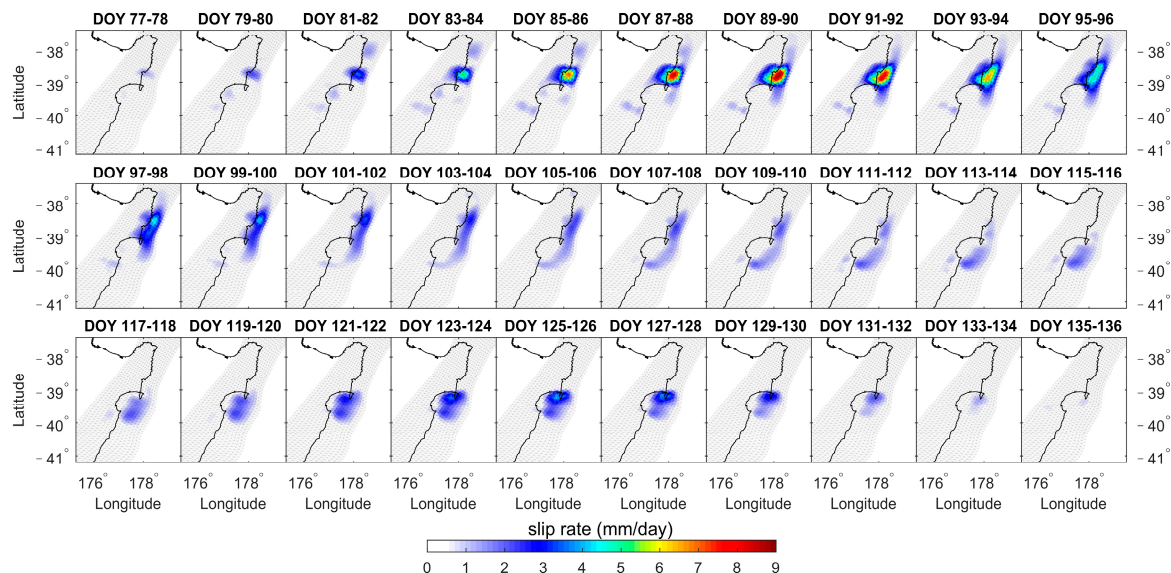 DOY 77-78 DOY 79-80 DOY 81-82 DOY 83-84 DOY 85-86 DOY 87-88 DOY 89-90 DOY 91-92 DOY 93-94 DOY 95-96
Latitude
- 38° - 38°
- 39° - 39°
- 40° - 40°
- 41° - 41°
DOY 97-98 DOY 99-100 DOY 101-102 DOY 103-104 DOY 105-106 DOY 107-108 DOY 109-110 DOY 111-112 DOY 113-114 DOY 115-116
Latitude
- 38° - 38°
- 39° - 39°
- 40° - 40°
- 41° - 41°
DOY 117-118 DOY 119-120 DOY 121-122 DOY 123-124 DOY 125-126 DOY 127-128 DOY 129-130 DOY 131-132 DOY 133-134 DOY 135-136
Latitude
- 38° - 38°
- 39° - 39°
- 40° - 40°
- 41° - 41°
176° 178° 176° 178° 176° 178° 176° 178° 176° 178° 176° 178° 176° 178° 176° 178° 176° 178° 176° 178°
Longitude Longitude Longitude Longitude Longitude Longitude Longitude Longitude Longitude Longitude
slip rate (mm/day)
0 1 2 3 4 5 6 7 8 9